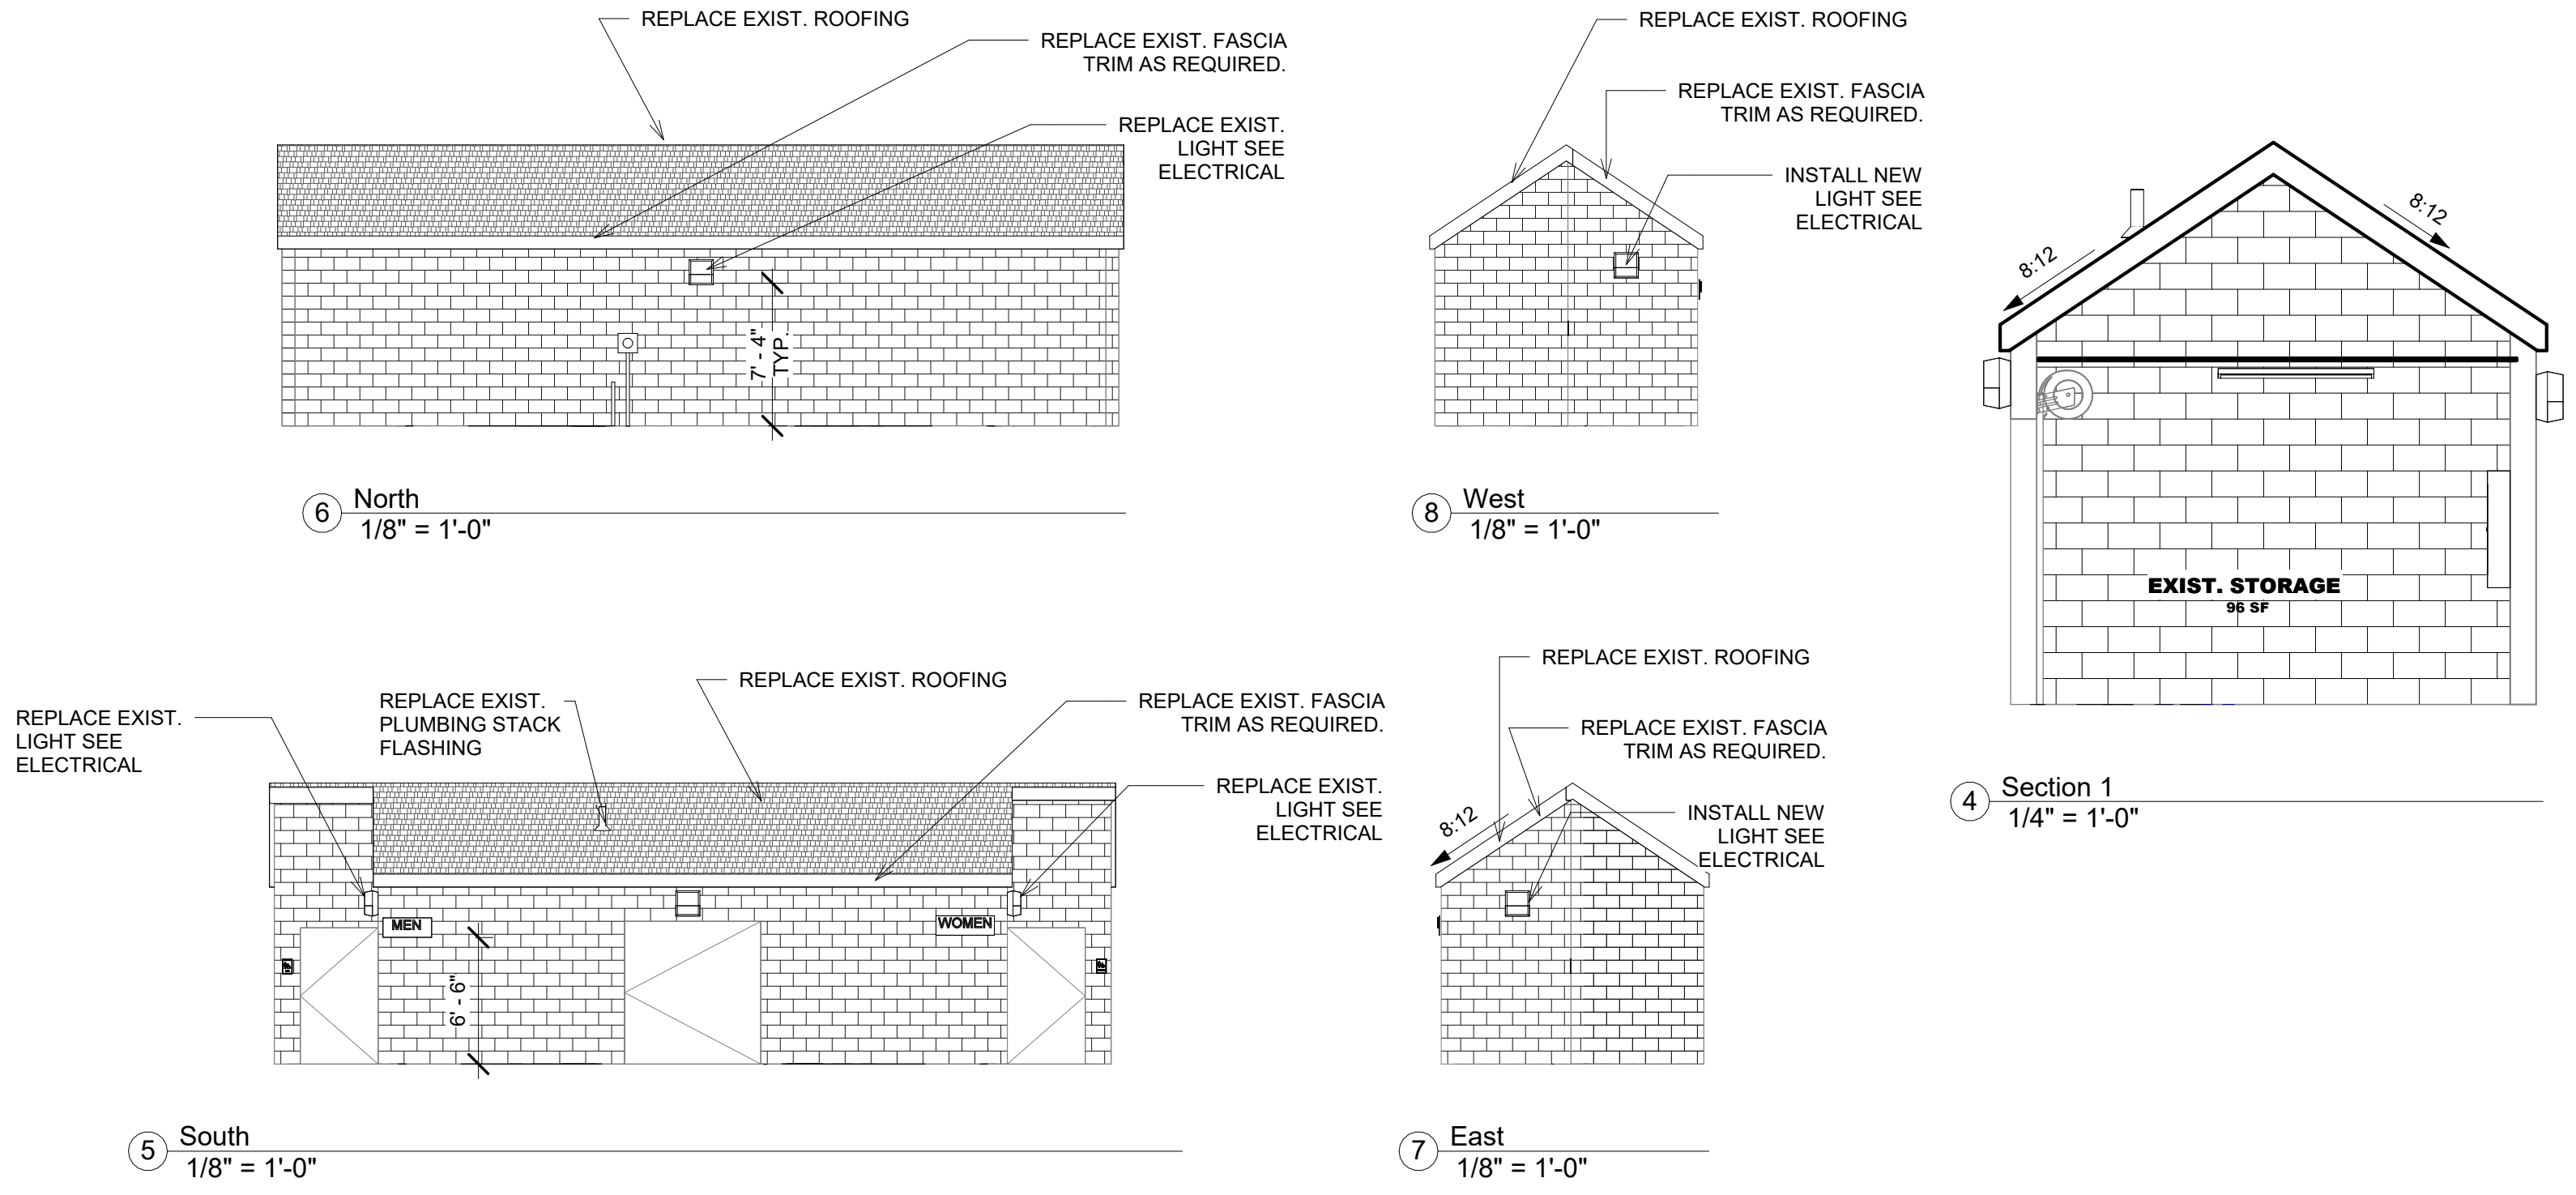 REPLACE EXIST. ROOFING
REPLACE EXIST. FASCIA
TRIM AS REQUIRED.
REPLACE EXIST.
LIGHT SEE
ELECTRICAL
7' - 4"
TYP.
6
North
1/8" = 1'-0"
REPLACE EXIST. ROOFING
REPLACE EXIST. FASCIA
TRIM AS REQUIRED.
INSTALL NEW
LIGHT SEE
ELECTRICAL
8
West
1/8" = 1'-0"
8:12
8:12
EXIST. STORAGE
96 SF
4
Section 1
1/4" = 1'-0"
REPLACE EXIST.
LIGHT SEE
ELECTRICAL
REPLACE EXIST.
PLUMBING STACK
FLASHING
REPLACE EXIST. ROOFING
REPLACE EXIST. FASCIA
TRIM AS REQUIRED.
REPLACE EXIST.
LIGHT SEE
ELECTRICAL
MEN
WOMEN
6' - 6"
5
South
1/8" = 1'-0"
REPLACE EXIST. ROOFING
REPLACE EXIST. FASCIA
TRIM AS REQUIRED.
INSTALL NEW
LIGHT SEE
ELECTRICAL
8:12
7
East
1/8" = 1'-0"